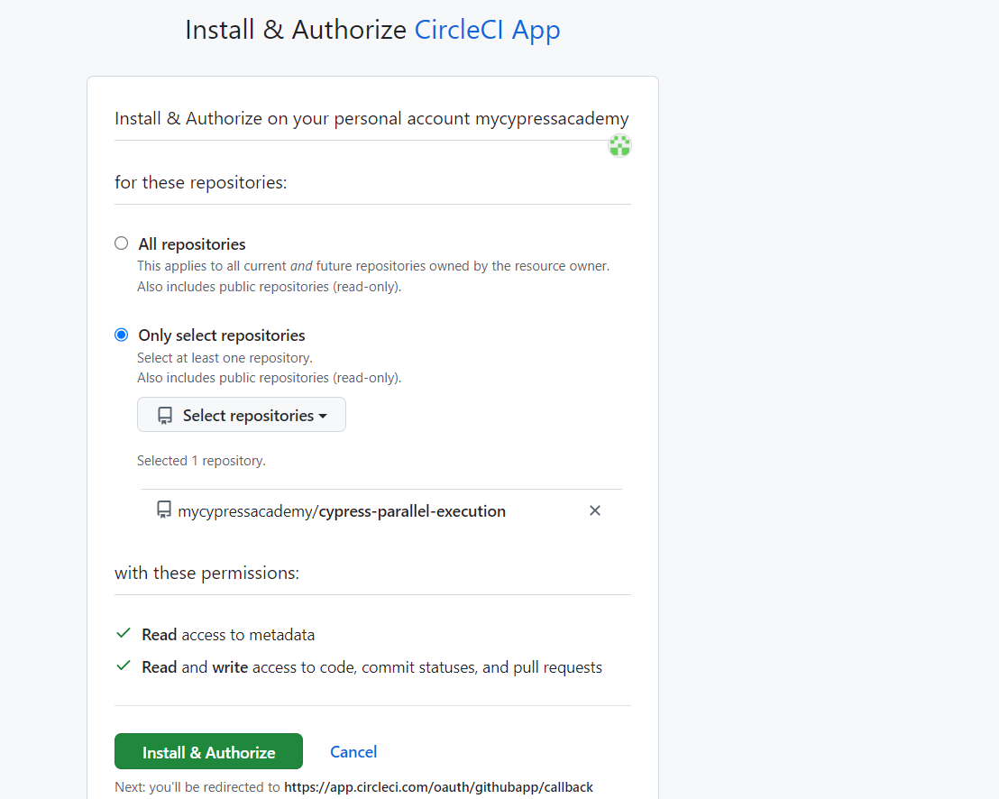 Install & Authorize CircleCI App
Install & Authorize on your personal account mycypressacademy
for these repositories:
All repositories
This applies to all current and future repositories owned by the resource owner.
Also includes public repositories (read-only).
Only select repositories
Select at least one repository.
Also includes public repositories (read-only).
Select repositories
Selected 1 repository.
mycypressacademy/cypress-parallel-execution
with these permissions:
Read access to metadata
Read and write access to code, commit statuses, and pull requests
Install & Authorize Cancel
Next: you'll be redirected to https://app.circleci.com/oauth/githubapp/callback